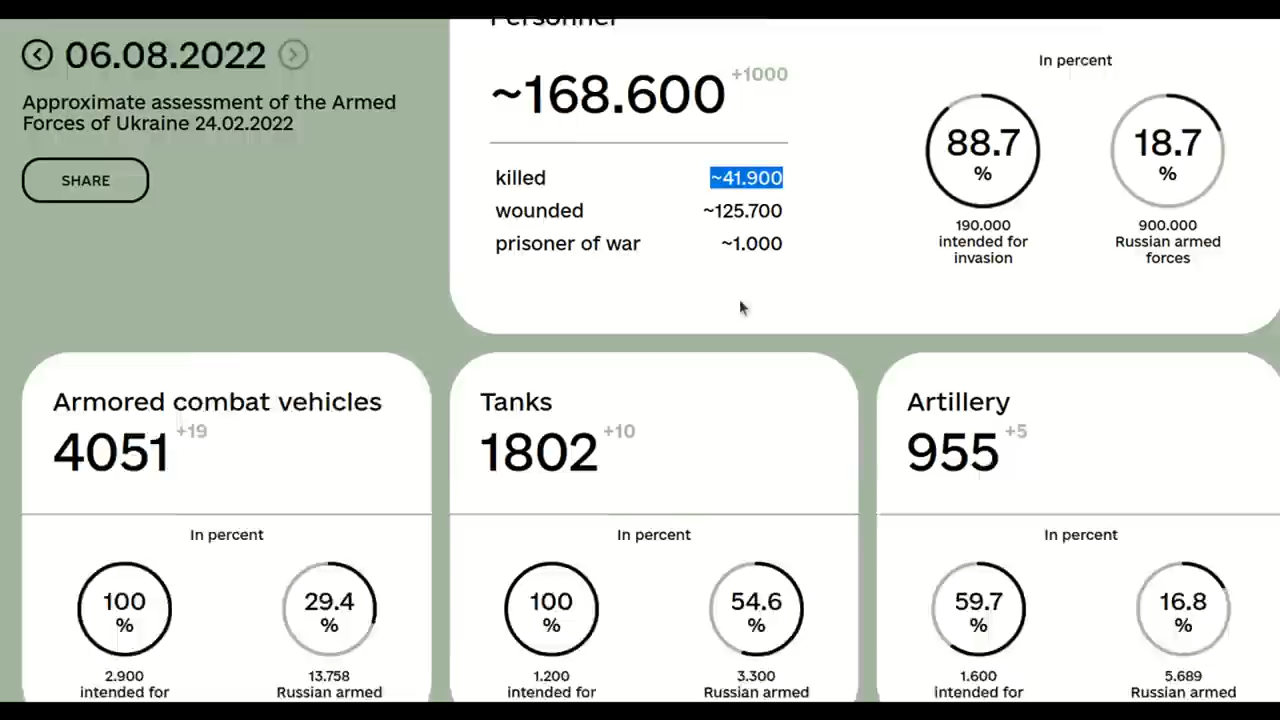 Personnel
06.08.2022
Approximate assessment of the Armed
Forces of Ukraine 24.02.2022
SHARE
~168.600 +1000
killed ~41.900
wounded ~125.700
prisoner of war ~1.000
In percent
88.7 %
190.000
intended for
invasion
18.7 %
900.000
Russian armed
forces
Armored combat vehicles
4051 +19
In percent
100 %
2.900
intended for
29.4 %
13.758
Russian armed
Tanks
1802 +10
In percent
100 %
1.200
intended for
54.6 %
3.300
Russian armed
Artillery
955 +5
In percent
59.7 %
1.600
intended for
16.8 %
5.689
Russian armed